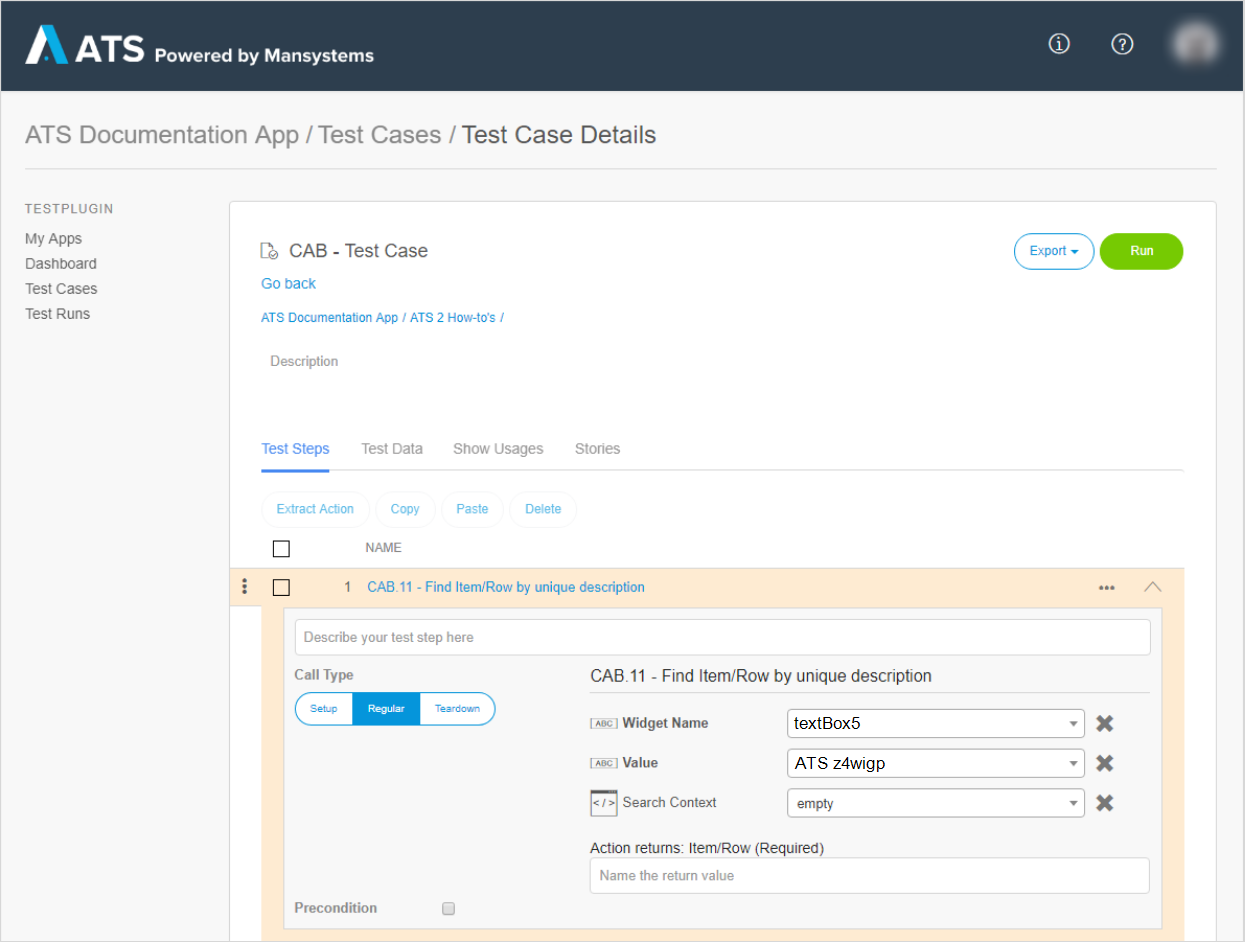 ATS Powered by Mansystems
ATS Documentation App / Test Cases / Test Case Details
TESTPLUGIN
My Apps
Dashboard
Test Cases
Test Runs
CAB - Test Case
Export
Run
Go back
ATS Documentation App / ATS 2 How-to's /
Description
Test Steps Test Data Show Usages Stories
Extract Action Copy Paste Delete
NAME
1 CAB.11 - Find Item/Row by unique description
Describe your test step here
Call Type
Setup Regular Teardown
CAB.11 - Find Item/Row by unique description
ABC Widget Name textBox5
ABC Value ATS z4wigp
</> Search Context empty
Action returns: Item/Row (Required)
Name the return value
Precondition